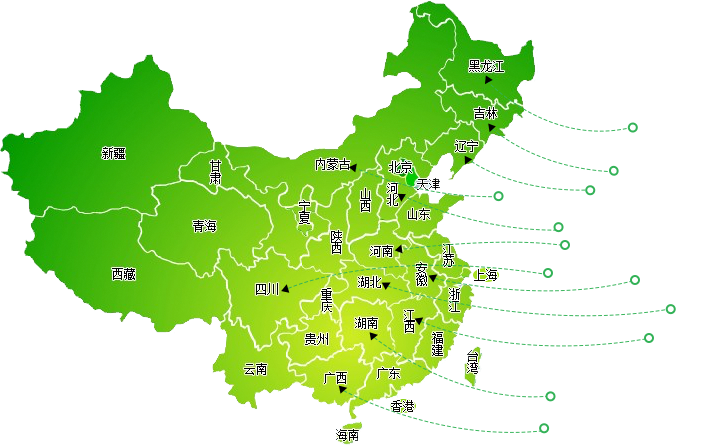 黑龙江
吉林
辽宁
新疆
甘肃
内蒙古
北京
天津
河北
山西
宁夏
山东
青海
陕西
河南
江苏
西藏
四川
安徽
上海
湖北
重庆
浙江
湖南
江西
贵州
福建
云南
台湾
广西
广东
香港
海南